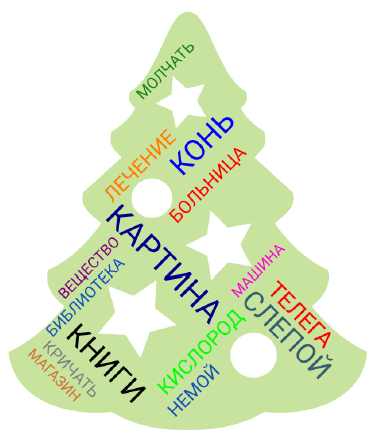 МОЛЧАТЬ
КОНЬ
ЛЕЧЕНИЕ
БОЛЬНИЦА
КАРТИНА
ВЕЩЕСТВО
МАШИНА
БИБЛИОТЕКА
ТЕЛЕГА
СЛЕПОЙ
КНИГИ
КИСЛОРОД
КРИЧАТЬ
МАГАЗИН
НЕМОЙ